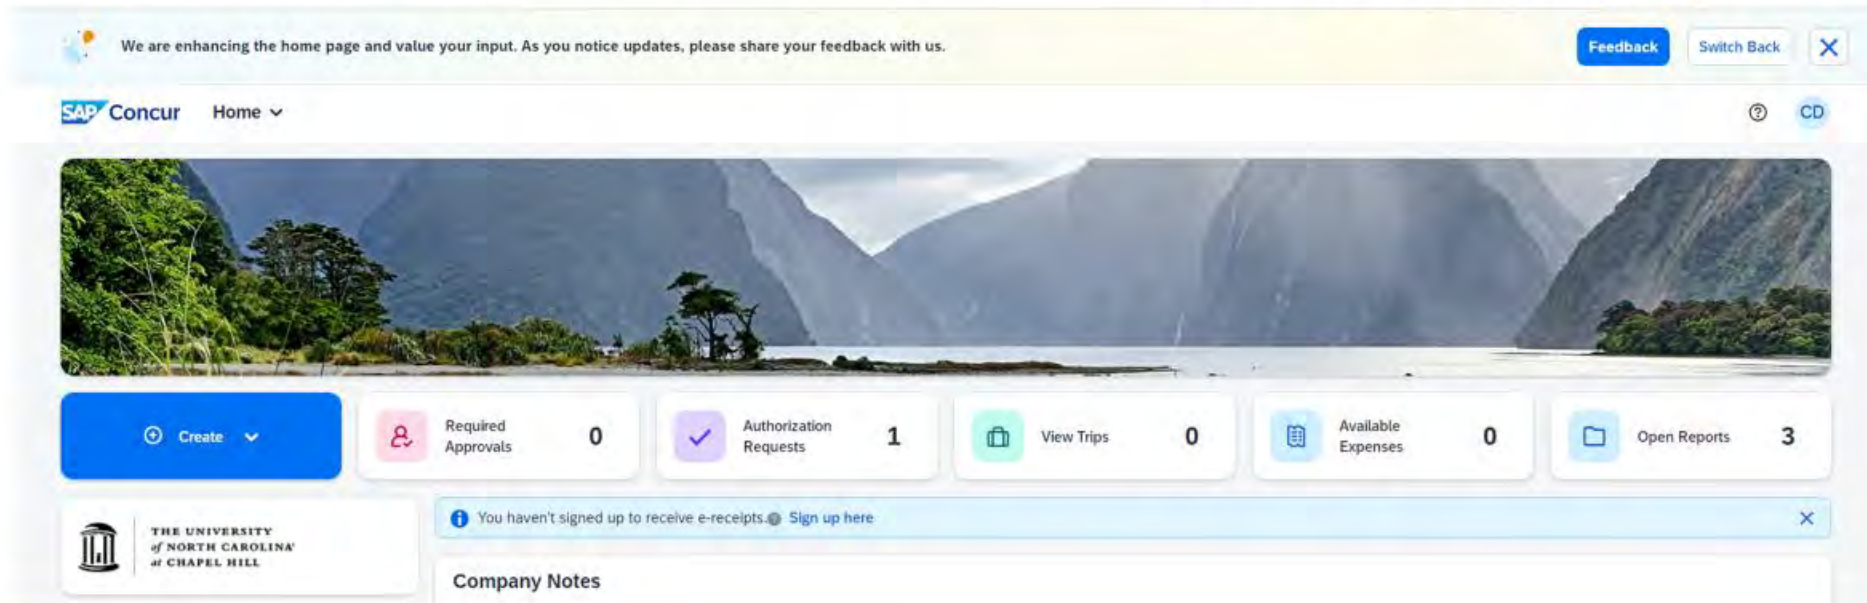 We are enhancing the home page and value your input. As you notice updates, please share your feedback with us.
Feedback
Switch Back
SAP Concur
Home
CD
Create
Required
Approvals
0
Authorization
Requests
1
View Trips
0
Available
Expenses
0
Open Reports
3
THE UNIVERSITY
of NORTH CAROLINA
at CHAPEL HILL
You haven't signed up to receive e-receipts. Sign up here
Company Notes